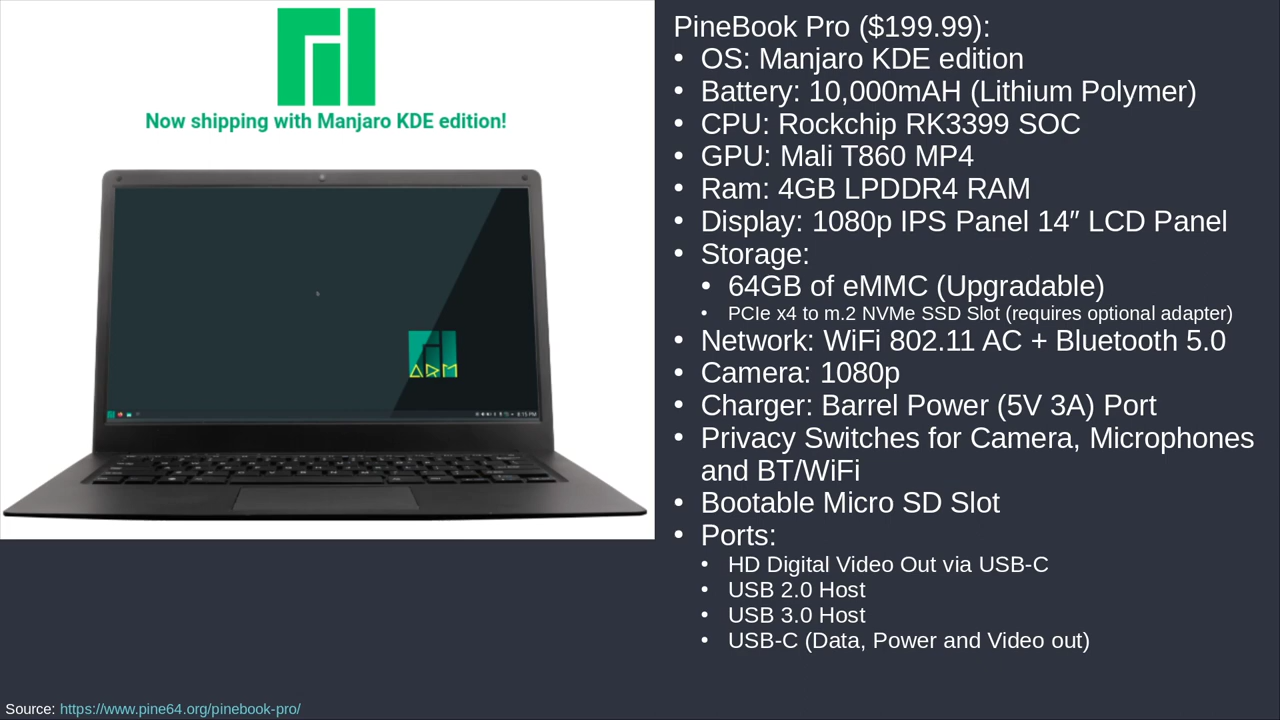 Now shipping with Manjaro KDE edition!
ARM
8:15 PM
PineBook Pro ($199.99):
• OS: Manjaro KDE edition
• Battery: 10,000mAH (Lithium Polymer)
• CPU: Rockchip RK3399 SOC
• GPU: Mali T860 MP4
• Ram: 4GB LPDDR4 RAM
• Display: 1080p IPS Panel 14″ LCD Panel
• Storage:
• 64GB of eMMC (Upgradable)
• PCIe x4 to m.2 NVMe SSD Slot (requires optional adapter)
• Network: WiFi 802.11 AC + Bluetooth 5.0
• Camera: 1080p
• Charger: Barrel Power (5V 3A) Port
• Privacy Switches for Camera, Microphones
and BT/WiFi
• Bootable Micro SD Slot
• Ports:
• HD Digital Video Out via USB-C
• USB 2.0 Host
• USB 3.0 Host
• USB-C (Data, Power and Video out)
Source: https://www.pine64.org/pinebook-pro/